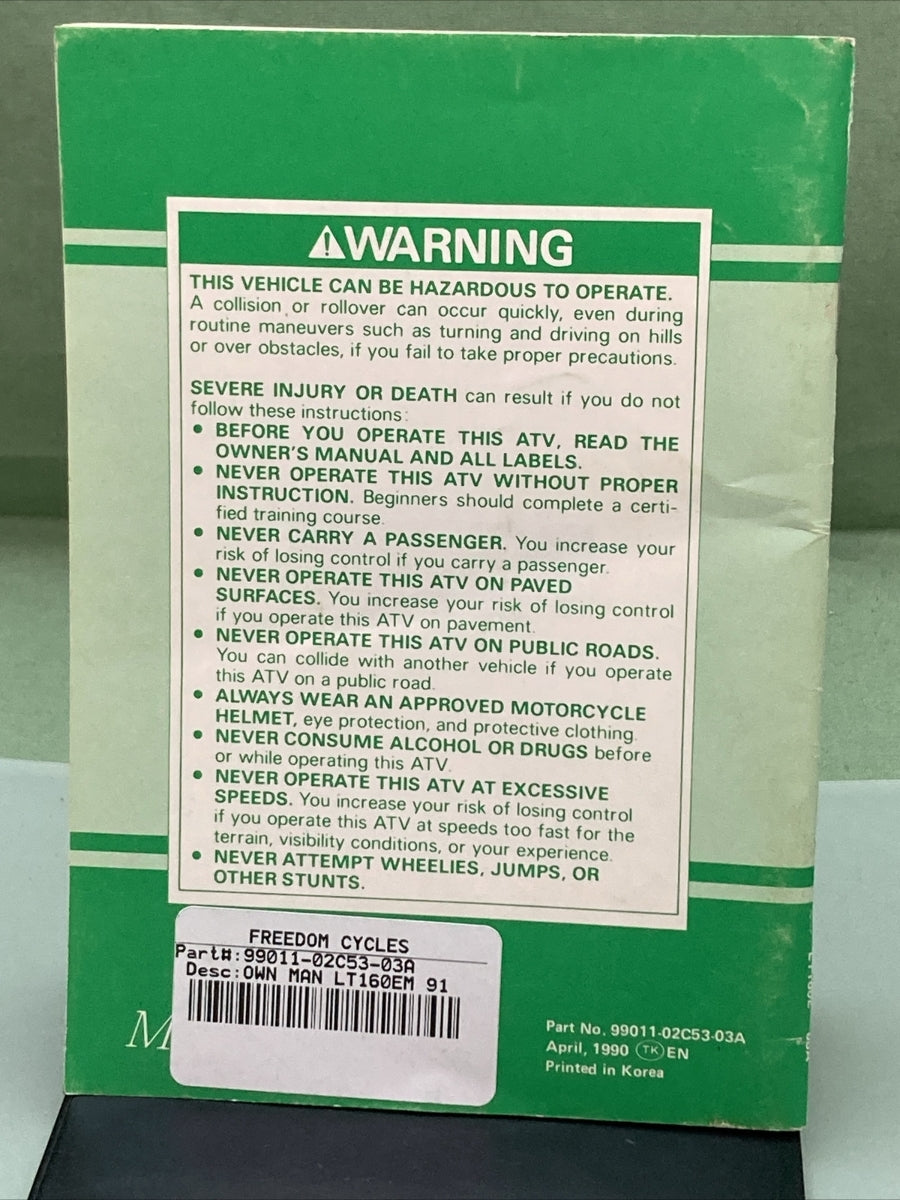 ⚠WARNING
THIS VEHICLE CAN BE HAZARDOUS TO OPERATE.
A collision or rollover can occur quickly, even during
routine maneuvers such as turning and driving on hills
or over obstacles, if you fail to take proper precautions.
SEVERE INJURY OR DEATH can result if you do not
follow these instructions:
• BEFORE YOU OPERATE THIS ATV, READ THE
OWNER'S MANUAL AND ALL LABELS.
• NEVER OPERATE THIS ATV WITHOUT PROPER
INSTRUCTION. Beginners should complete a certi-
fied training course.
• NEVER CARRY A PASSENGER. You increase your
risk of losing control if you carry a passenger.
• NEVER OPERATE THIS ATV ON PAVED
SURFACES. You increase your risk of losing control
if you operate this ATV on pavement.
• NEVER OPERATE THIS ATV ON PUBLIC ROADS.
You can collide with another vehicle if you operate
this ATV on a public road.
• ALWAYS WEAR AN APPROVED MOTORCYCLE
HELMET, eye protection, and protective clothing.
• NEVER CONSUME ALCOHOL OR DRUGS before
or while operating this ATV.
• NEVER OPERATE THIS ATV AT EXCESSIVE
SPEEDS. You increase your risk of losing control
if you operate this ATV at speeds too fast for the
terrain, visibility conditions, or your experience.
• NEVER ATTEMPT WHEELIES, JUMPS, OR
OTHER STUNTS.
FREEDOM CYCLES
Part#:99011-02C53-03A
Desc:OWN MAN LT160EM 91
M
Part No. 99011-02C53-03A
April, 1990 TK EN
Printed in Korea